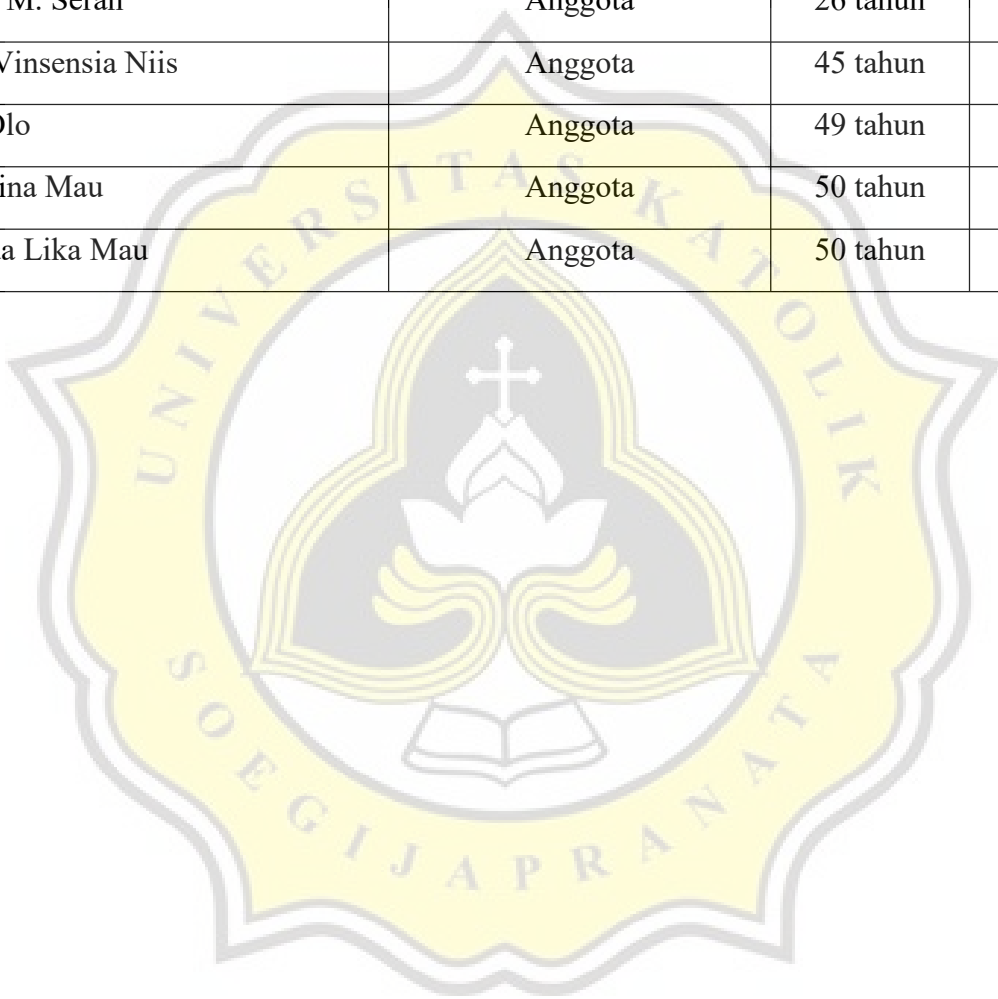 M. Seran Anggota 26 tahun
Vinsensia Niis Anggota 45 tahun
Olo Anggota 49 tahun
ina Mau Anggota 50 tahun
a Lika Mau Anggota 50 tahun
UNIVERSITAS KATOLIK
SOEGIJAPRANATA